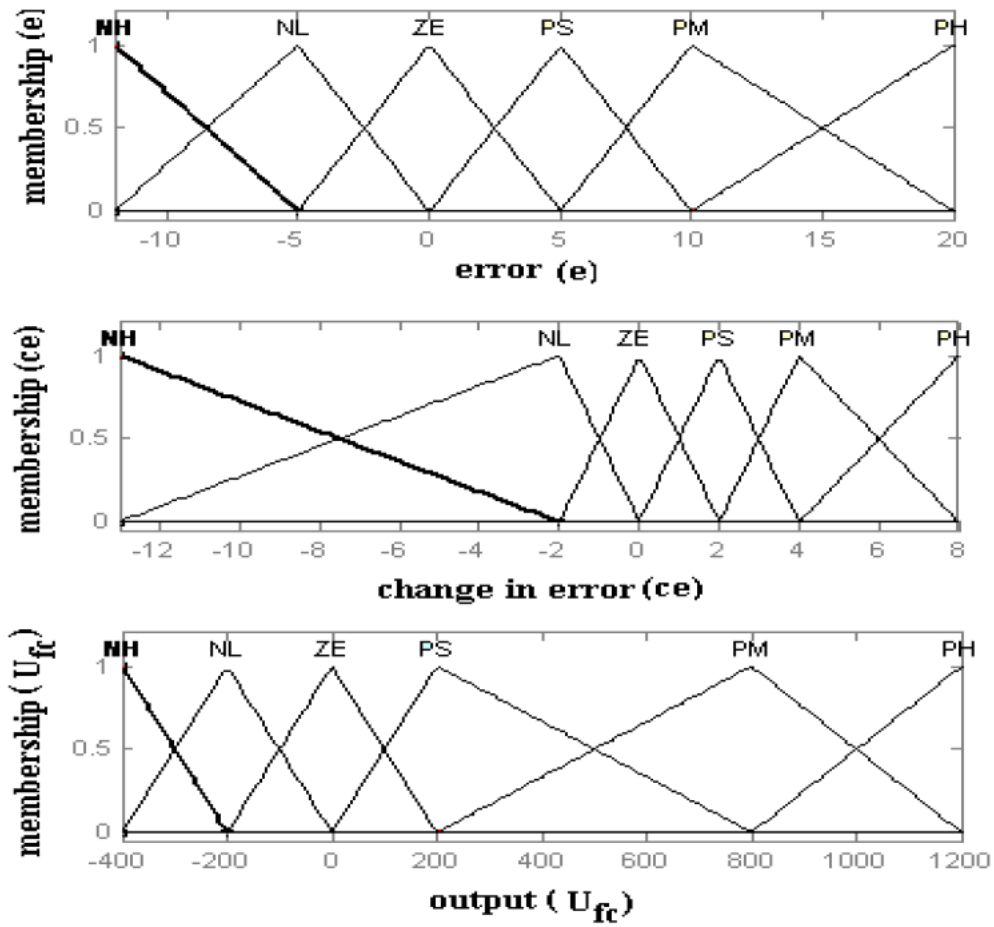 NH NL ZE PS PM PH
membership (e)
1
0.5
0
-10 -5 0 5 10 15 20
error (e)
NH NL ZE PS PM PH
membership (ce)
1
0.5
0
-12 -10 -8 -6 -4 -2 0 2 4 6 8
change in error (ce)
NH NL ZE PS PM PH
membership ( Ufc)
1
0.5
0
-400 -200 0 200 400 600 800 1000 1200
output ( Ufc)